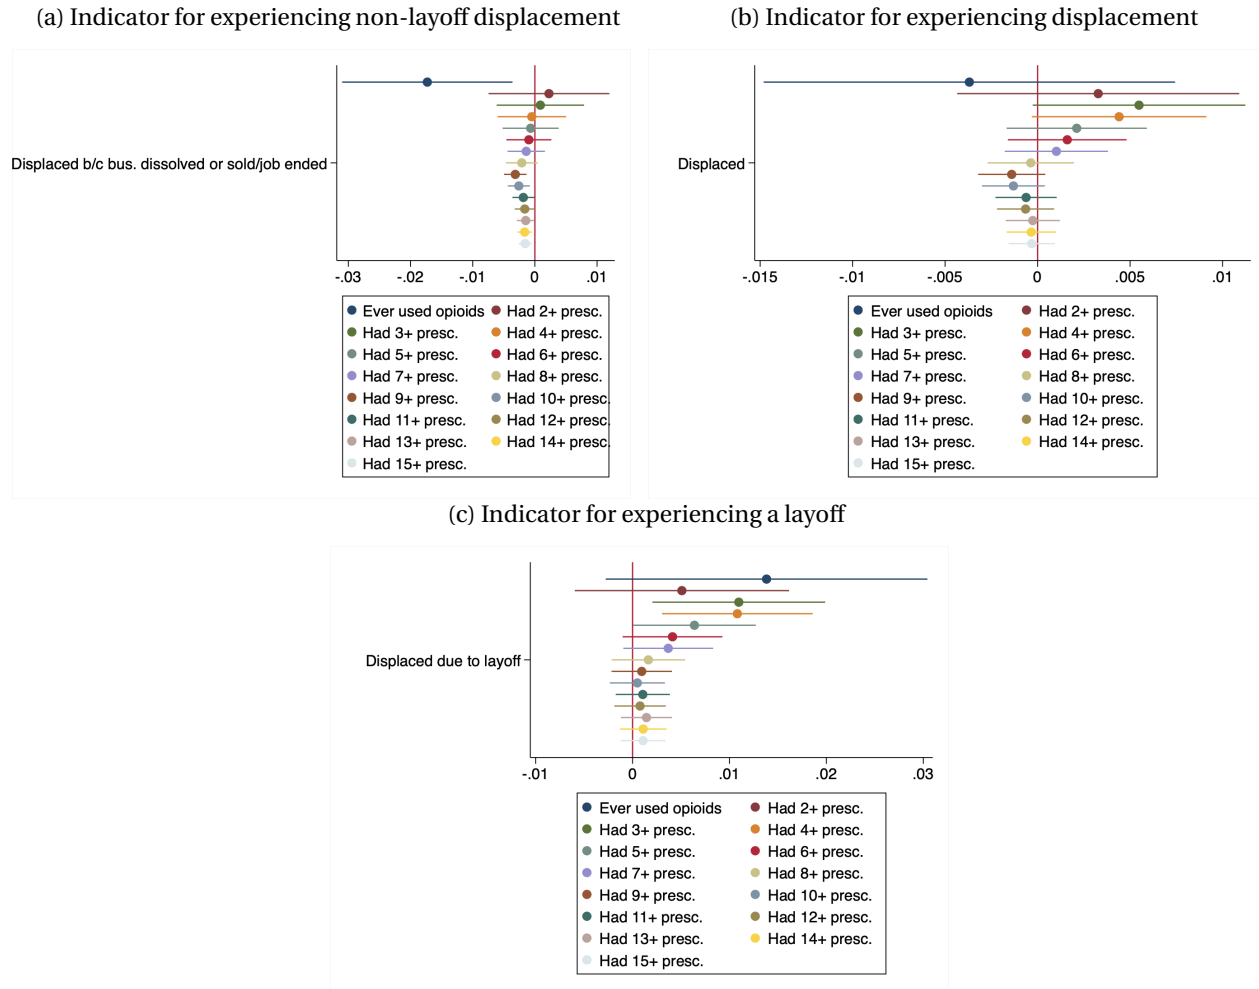 (a) Indicator for experiencing non-layoff displacement
Displaced b/c bus. dissolved or sold/job ended
-.03 -.02 -.01 0 .01
Ever used opioids Had 2+ presc.
Had 3+ presc. Had 4+ presc.
Had 5+ presc. Had 6+ presc.
Had 7+ presc. Had 8+ presc.
Had 9+ presc. Had 10+ presc.
Had 11+ presc. Had 12+ presc.
Had 13+ presc. Had 14+ presc.
Had 15+ presc.
(b) Indicator for experiencing displacement
Displaced
-.015 -.01 -.005 0 .005 .01
Ever used opioids Had 2+ presc.
Had 3+ presc. Had 4+ presc.
Had 5+ presc. Had 6+ presc.
Had 7+ presc. Had 8+ presc.
Had 9+ presc. Had 10+ presc.
Had 11+ presc. Had 12+ presc.
Had 13+ presc. Had 14+ presc.
Had 15+ presc.
(c) Indicator for experiencing a layoff
Displaced due to layoff
-.01 0 .01 .02 .03
Ever used opioids Had 2+ presc.
Had 3+ presc. Had 4+ presc.
Had 5+ presc. Had 6+ presc.
Had 7+ presc. Had 8+ presc.
Had 9+ presc. Had 10+ presc.
Had 11+ presc. Had 12+ presc.
Had 13+ presc. Had 14+ presc.
Had 15+ presc.